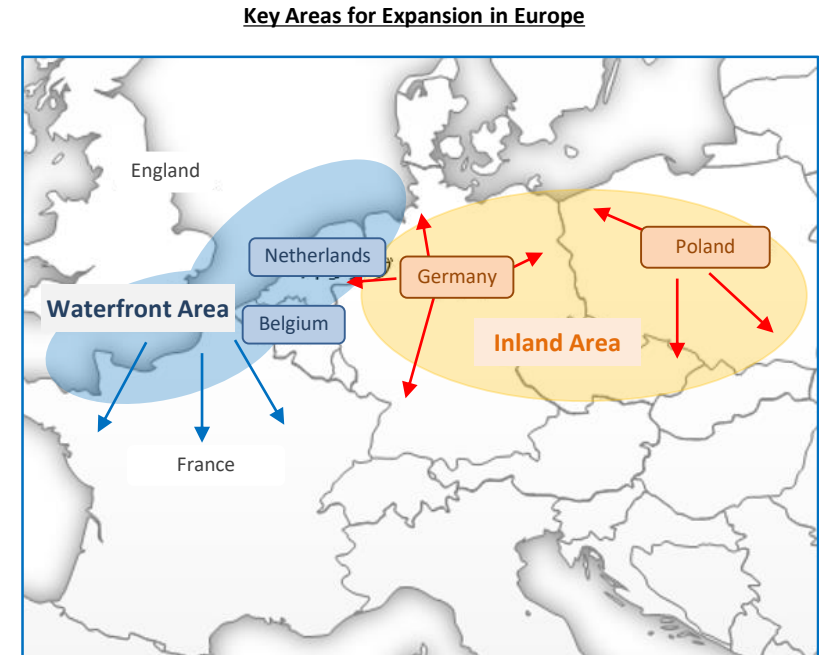 Key Areas for Expansion in Europe
England
Netherlands
Poland
Germany
Waterfront Area
Belgium
Inland Area
France